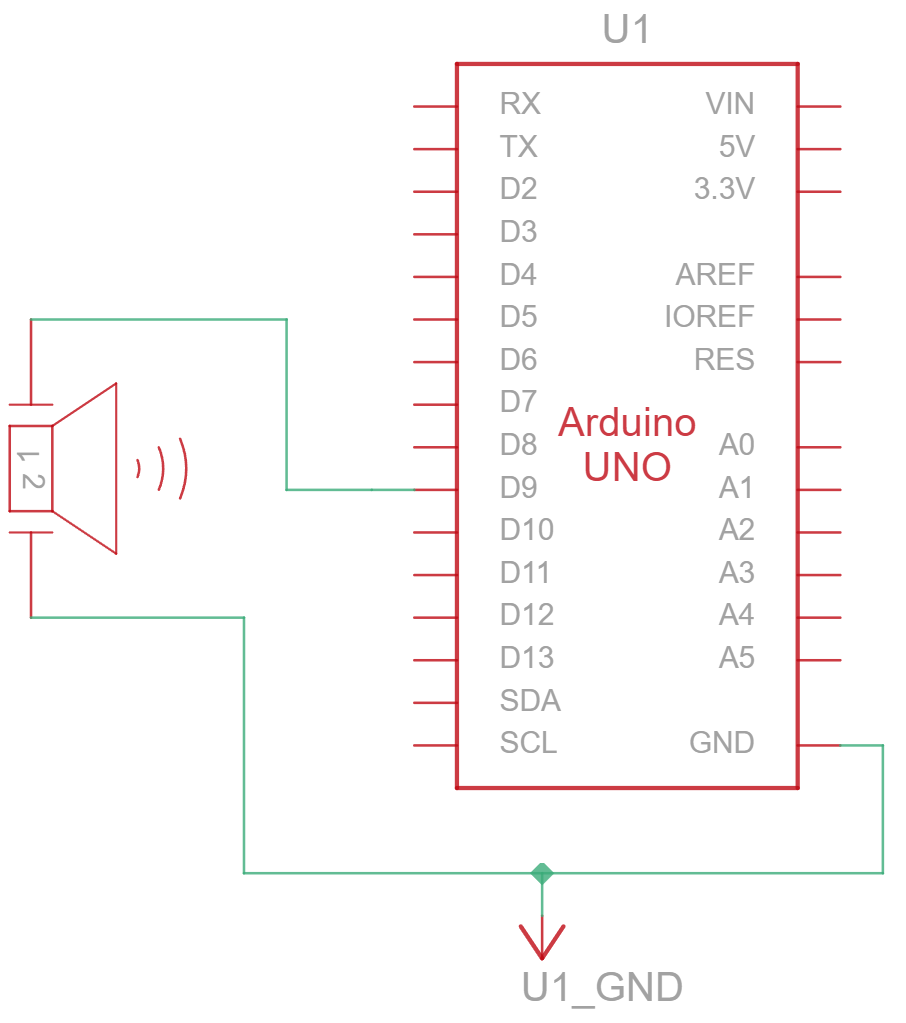 U1
RX
TX
D2
D3
D4
D5
D6
D7
D8
D9
D10
D11
D12
D13
SDA
SCL
Arduino
UNO
VIN
5V
3.3V
AREF
IOREF
RES
A0
A1
A2
A3
A4
A5
GND
1
2
U1_GND